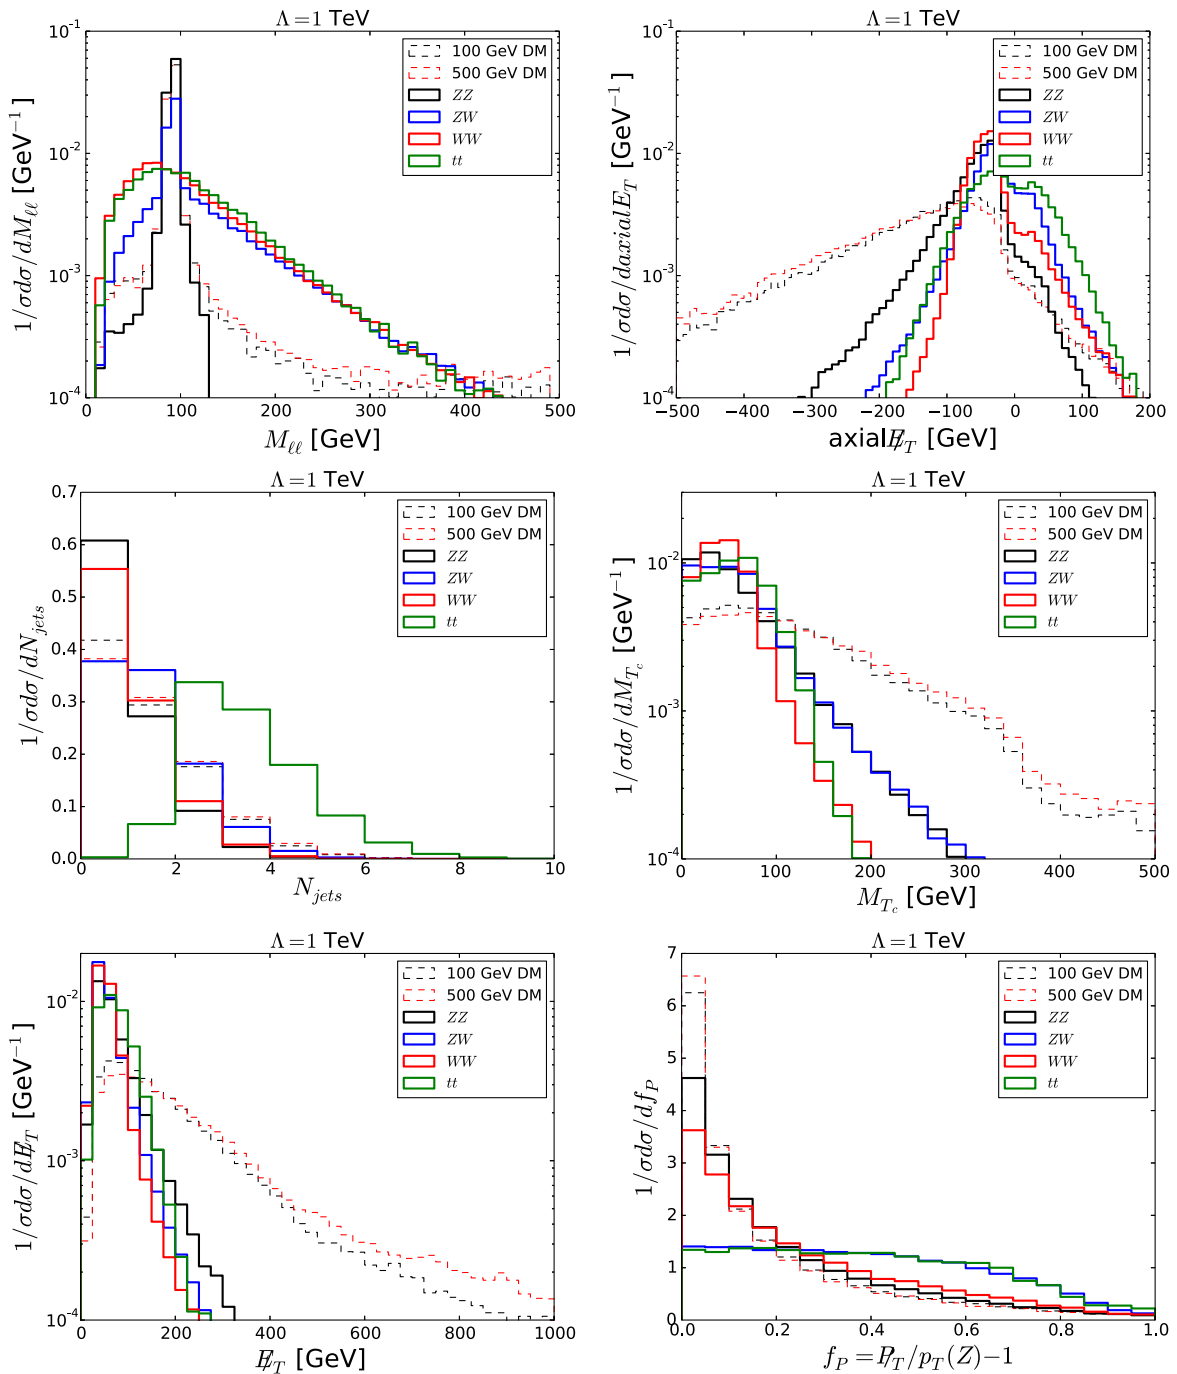 Λ=1 TeV
1/σdσ/dM_ℓℓ [GeV⁻¹]
10⁻¹
10⁻²
10⁻³
10⁻⁴
100 GeV DM
500 GeV DM
ZZ
ZW
WW
tt
0 100 200 300 400 500
M_ℓℓ [GeV]
Λ=1 TeV
1/σdσ/daxialE̸_T [GeV⁻¹]
10⁻¹
10⁻²
10⁻³
10⁻⁴
100 GeV DM
500 GeV DM
ZZ
ZW
WW
tt
−500 −400 −300 −200 −100 0 100 200
axialE̸_T [GeV]
Λ=1 TeV
1/σdσ/dN_jets
0.7
0.6
0.5
0.4
0.3
0.2
0.1
0.0
100 GeV DM
500 GeV DM
ZZ
ZW
WW
tt
0 2 4 6 8 10
N_jets
Λ=1 TeV
1/σdσ/dM_T_c [GeV⁻¹]
10⁻²
10⁻³
10⁻⁴
100 GeV DM
500 GeV DM
ZZ
ZW
WW
tt
0 100 200 300 400 500
M_T_c [GeV]
Λ=1 TeV
1/σdσ/dE̸_T [GeV⁻¹]
10⁻²
10⁻³
10⁻⁴
100 GeV DM
500 GeV DM
ZZ
ZW
WW
tt
0 200 400 600 800 1000
E̸_T [GeV]
Λ=1 TeV
1/σdσ/df_P
7
6
5
4
3
2
1
0
100 GeV DM
500 GeV DM
ZZ
ZW
WW
tt
0.0 0.2 0.4 0.6 0.8 1.0
f_P=P̸_T/p_T(Z)−1